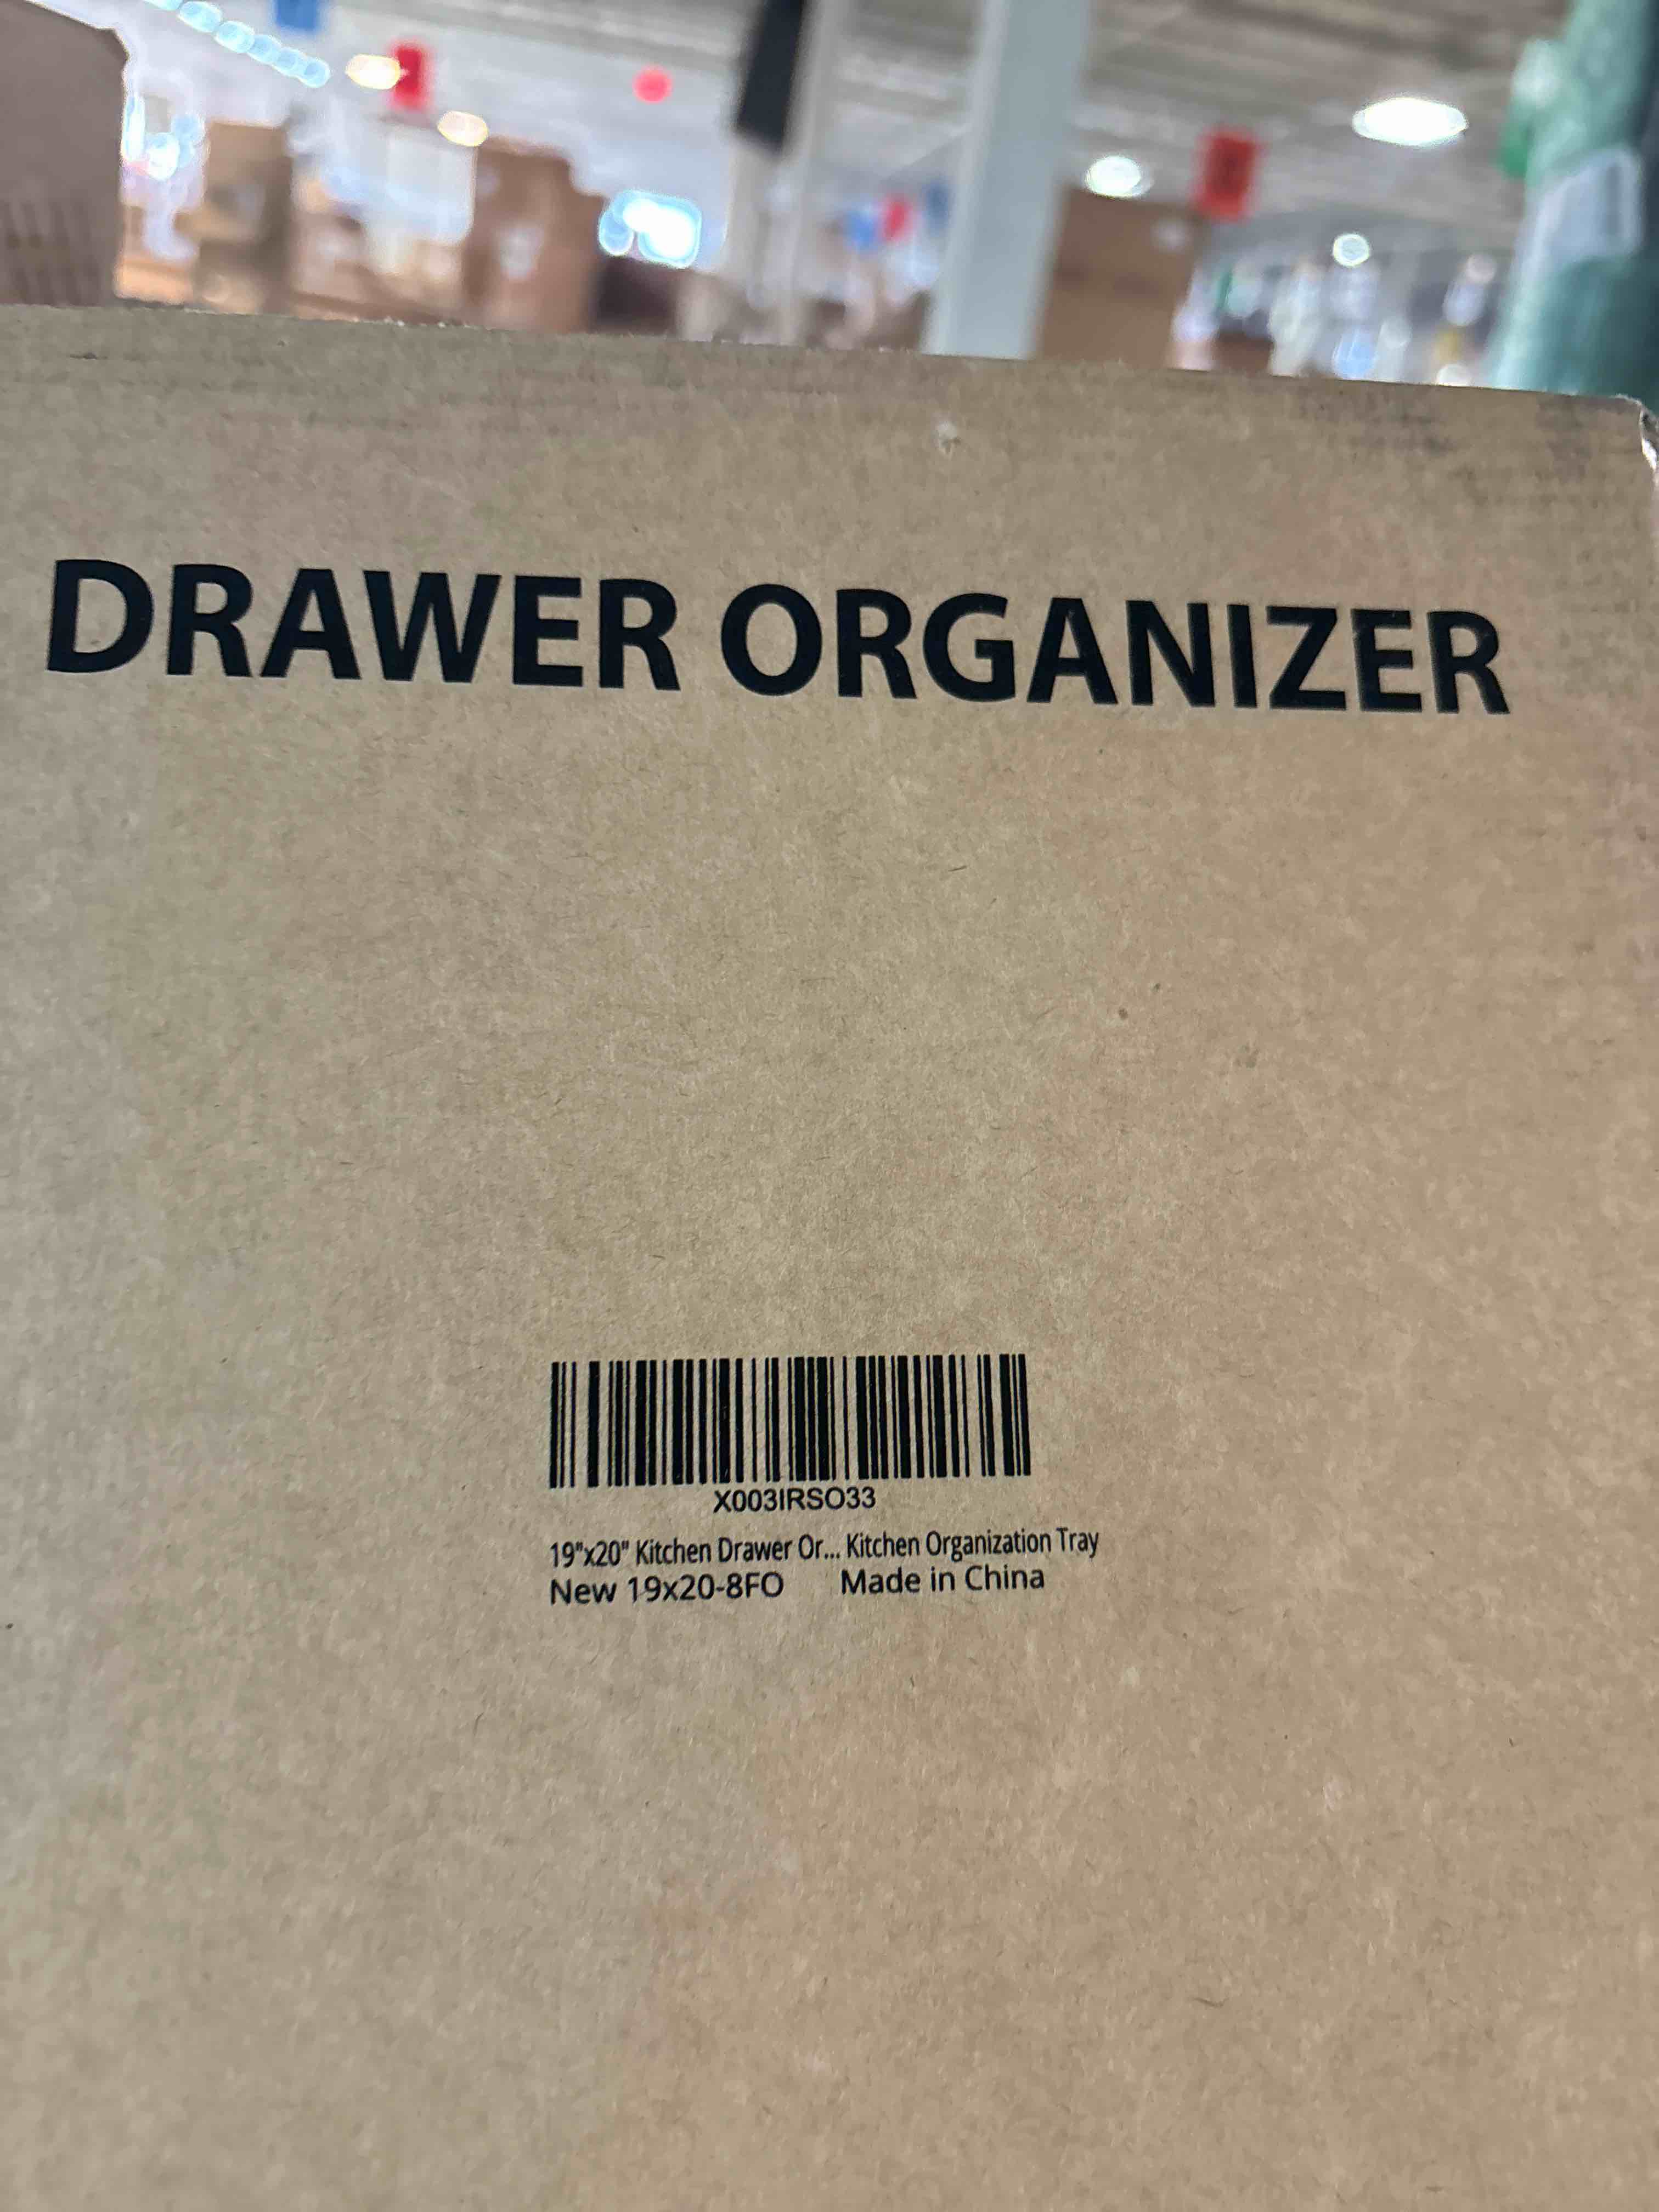 DRAWER ORGANIZER
X003IRSO33
19"x20" Kitchen Drawer Or... Kitchen Organization Tray
New 19x20-8FO Made in China